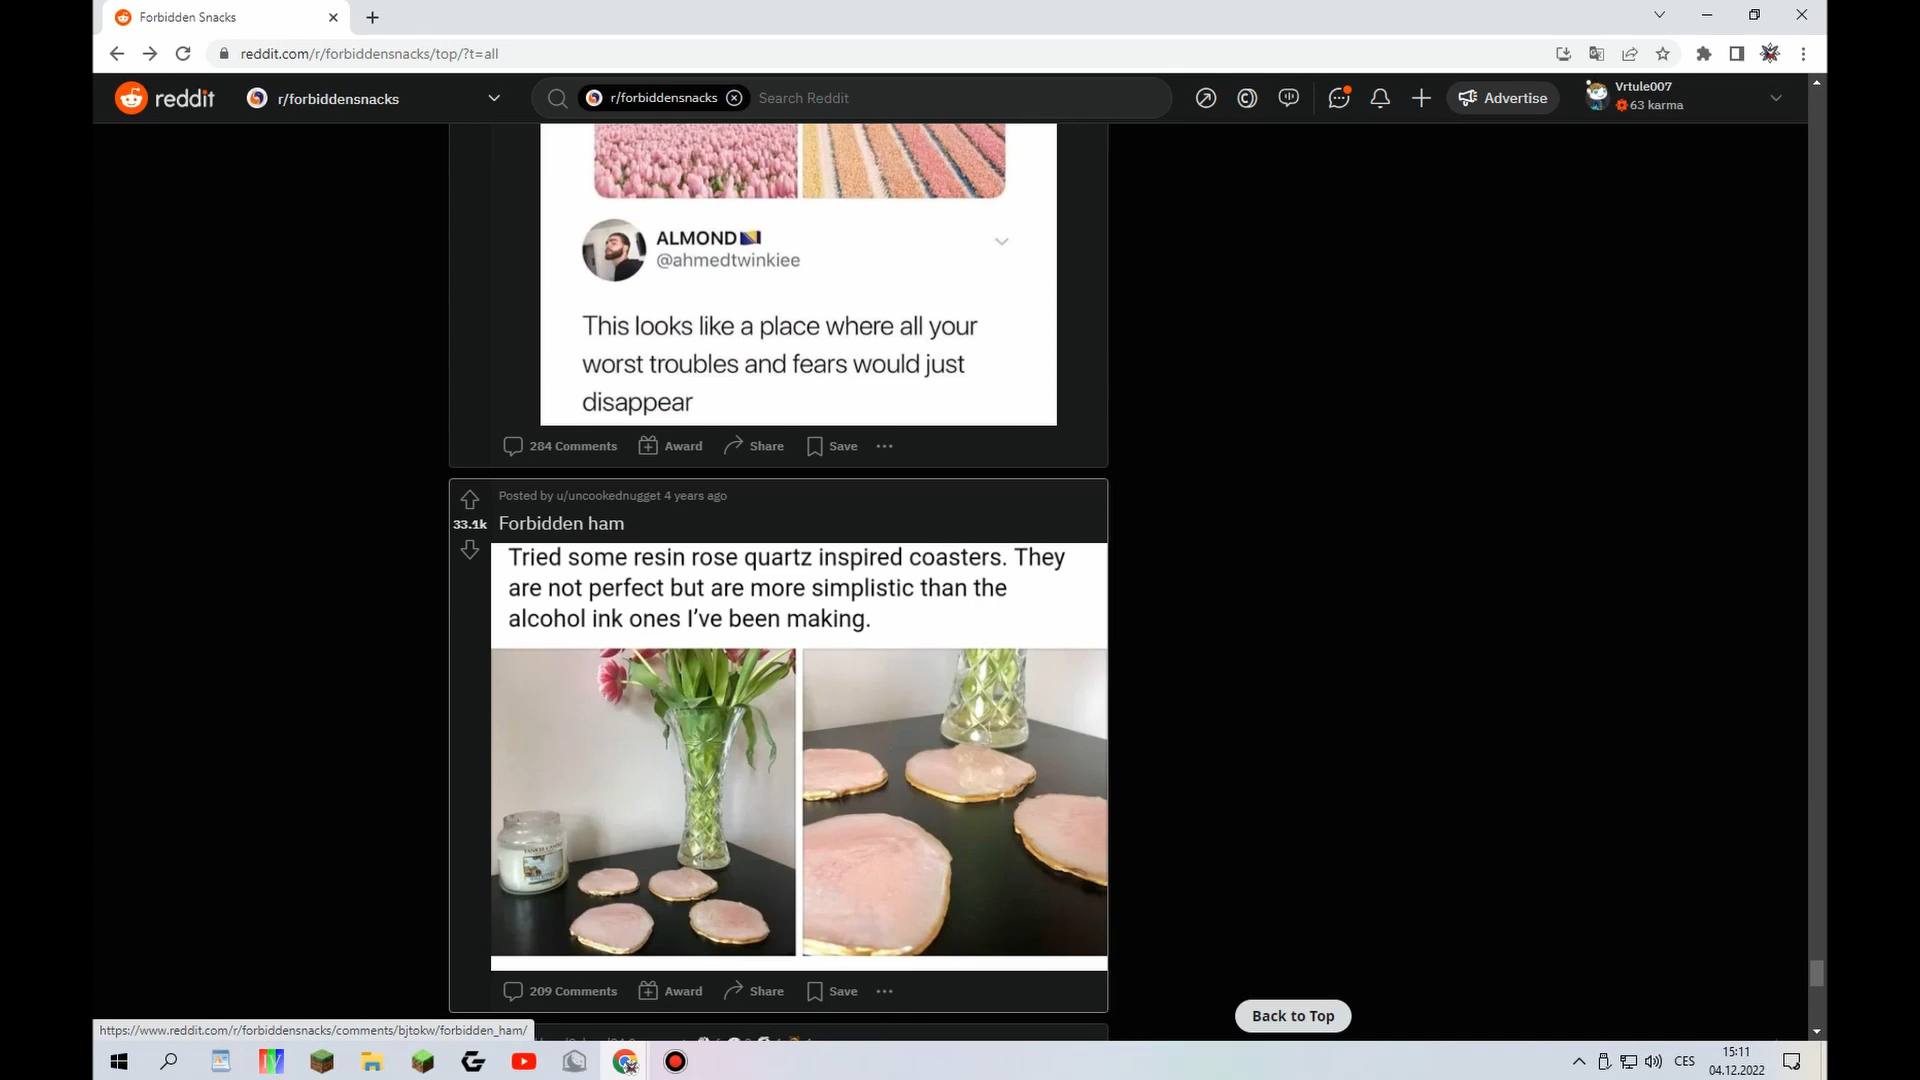 Forbidden Snacks
reddit.com/r/forbiddensnacks/top/?t=all
reddit
r/forbiddensnacks
r/forbiddensnacks
Search Reddit
Advertise
Vrtule007
63 karma
ALMOND
@ahmedtwinkiee
This looks like a place where all your
worst troubles and fears would just
disappear
284 Comments
Award
Share
Save
Posted by u/uncookednugget 4 years ago
33.1k
Forbidden ham
Tried some resin rose quartz inspired coasters. They
are not perfect but are more simplistic than the
alcohol ink ones I've been making.
YANKEE CANDLE
209 Comments
Award
Share
Save
Back to Top
https://www.reddit.com/r/forbiddensnacks/comments/bjtokw/forbidden_ham/
CES
15:11
04.12.2022